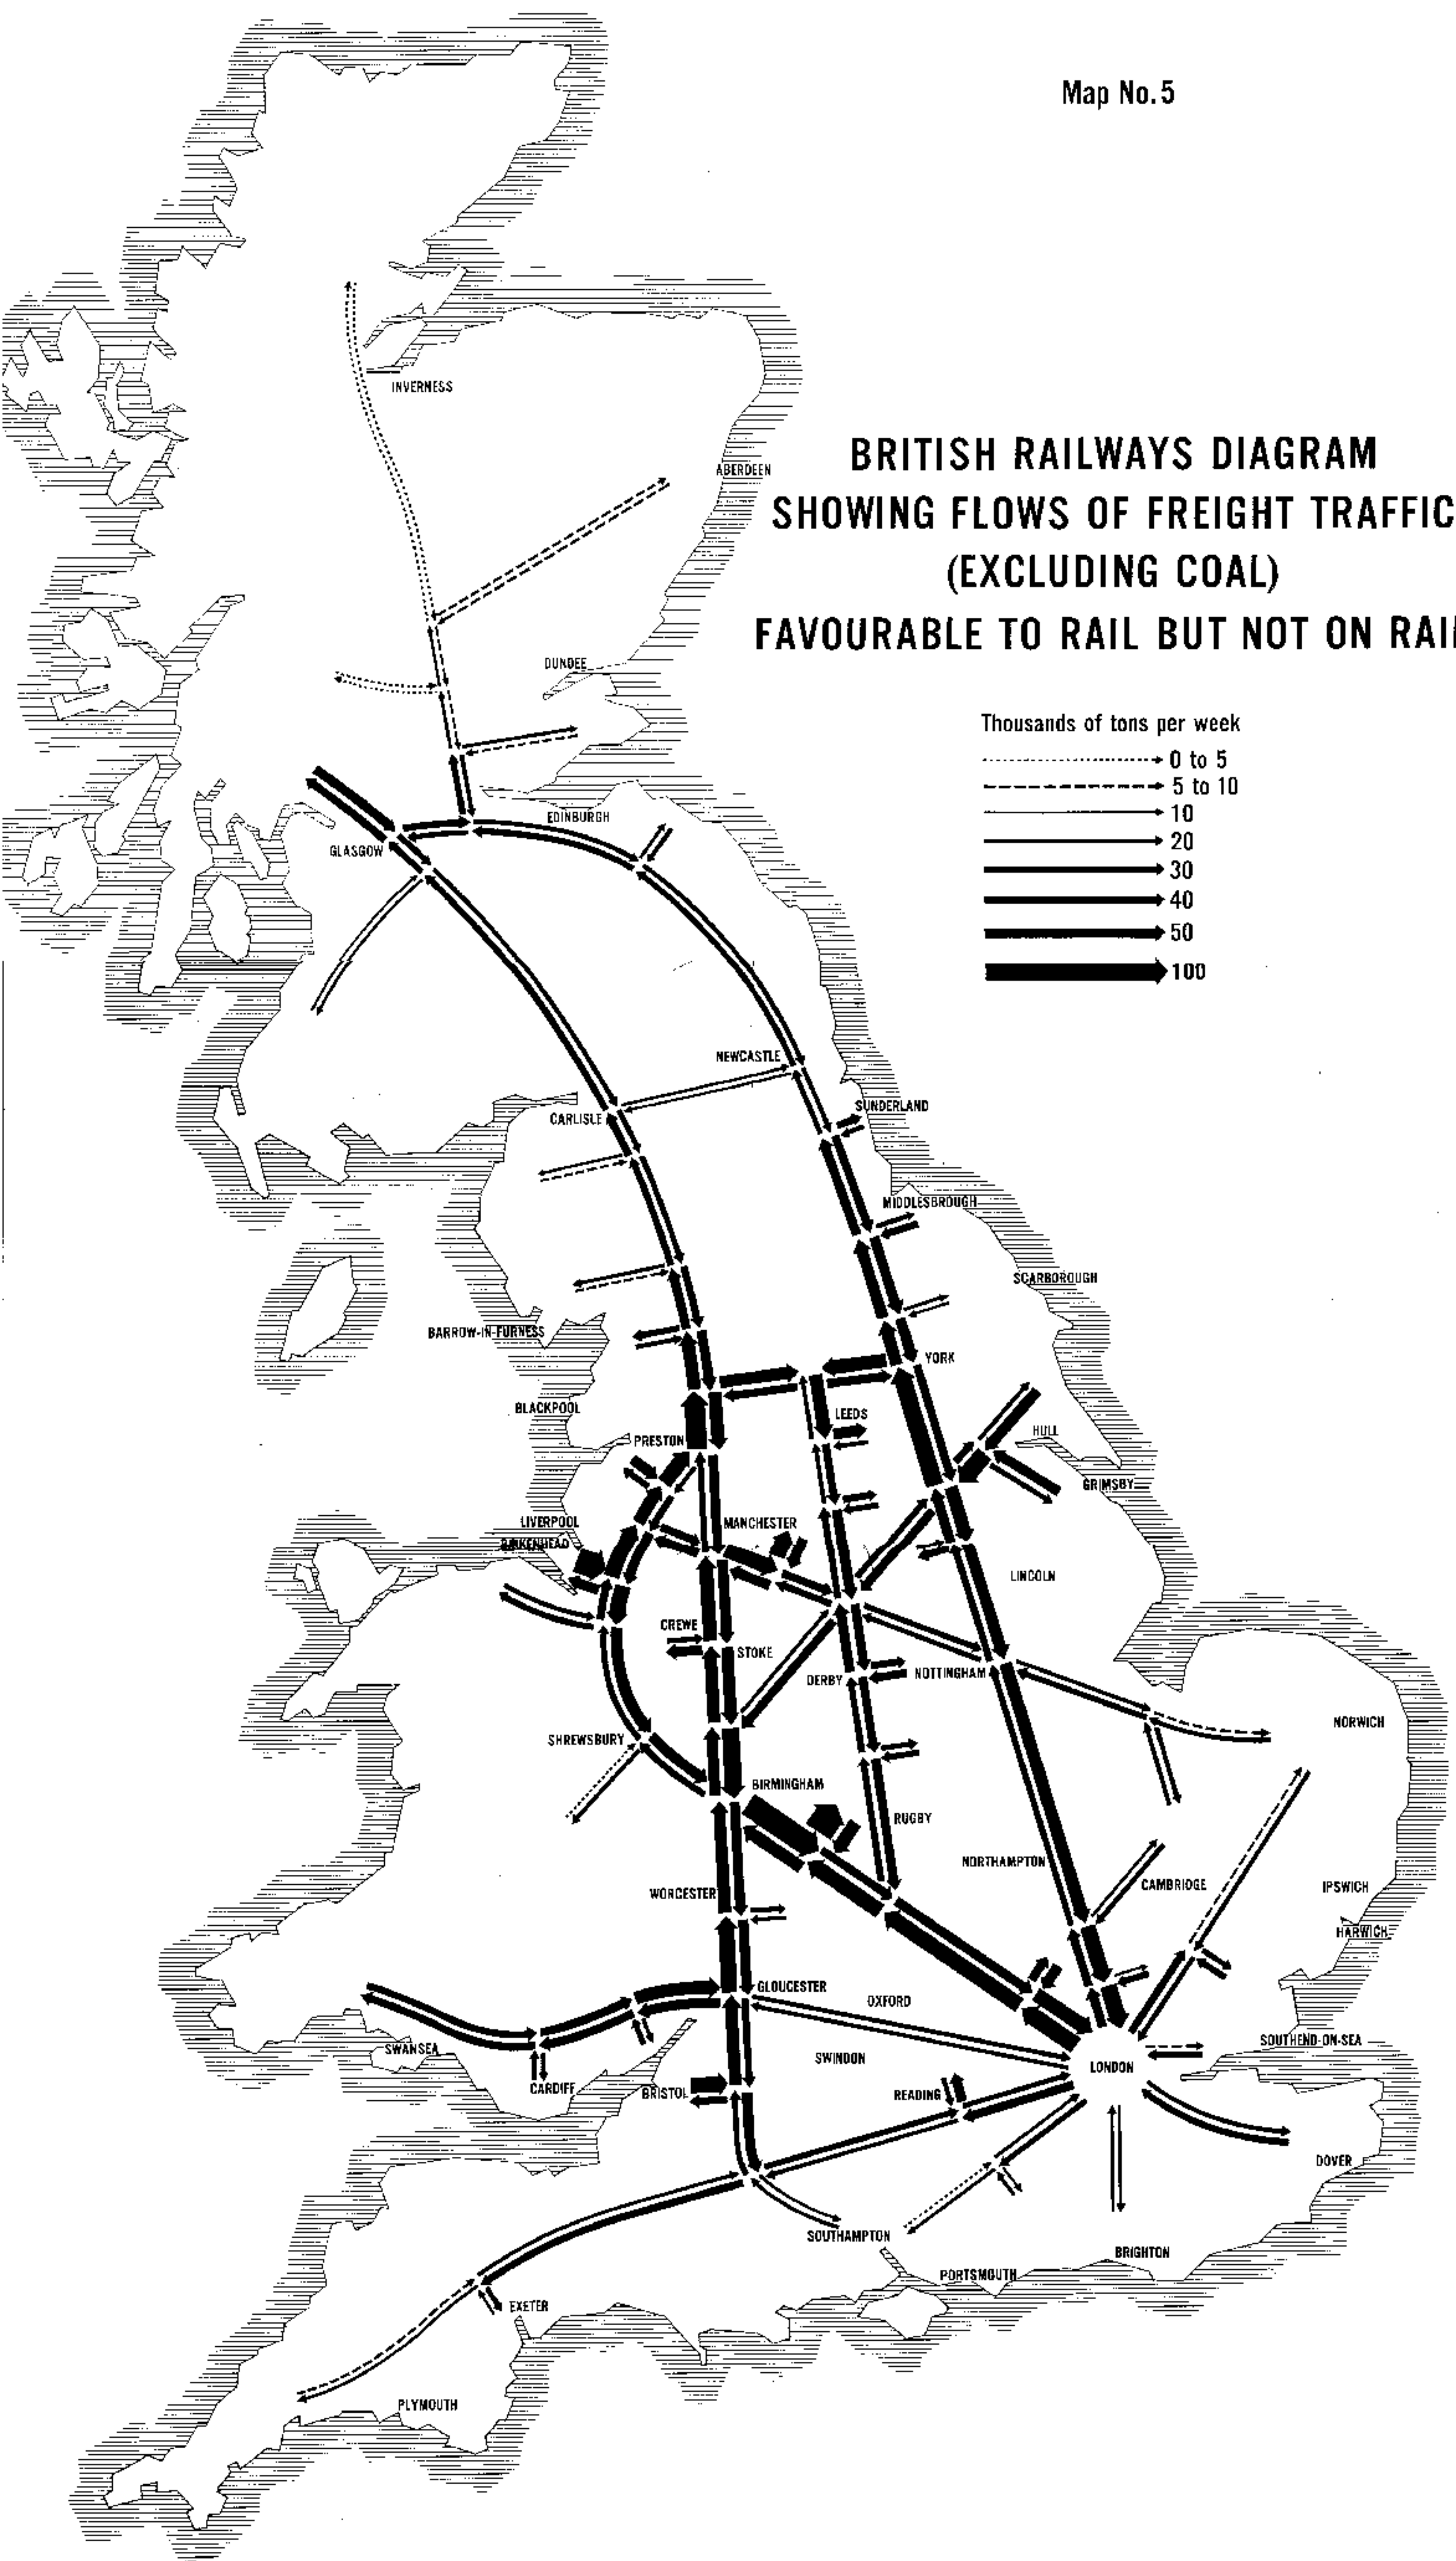 Map No.5
INVERNESS
ABERDEEN
BRITISH RAILWAYS DIAGRAM
SHOWING FLOWS OF FREIGHT TRAFFIC
(EXCLUDING COAL)
FAVOURABLE TO RAIL BUT NOT ON RAI
DUNDEE
Thousands of tons per week
0 to 5
5 to 10
10
20
30
40
50
100
EDINBURGH
GLASGOW
NEWCASTLE
SUNDERLAND
CARLISLE
MIDDLESBROUGH
SCARBOROUGH
BARROW-IN-FURNESS
YORK
BLACKPOOL
LEEDS
HULL
PRESTON
GRIMSBY
LIVERPOOL
MANCHESTER
BIRKENHEAD
LINCOLN
CREWE
STOKE
DERBY
NOTTINGHAM
NORWICH
SHREWSBURY
BIRMINGHAM
RUGBY
NORTHAMPTON
CAMBRIDGE
IPSWICH
WORCESTER
HARWICH
GLOUCESTER
OXFORD
SOUTHEND-ON-SEA
SWANSEA
SWINDON
LONDON
CARDIFF
BRISTOL
READING
DOVER
SOUTHAMPTON
BRIGHTON
PORTSMOUTH
EXETER
PLYMOUTH